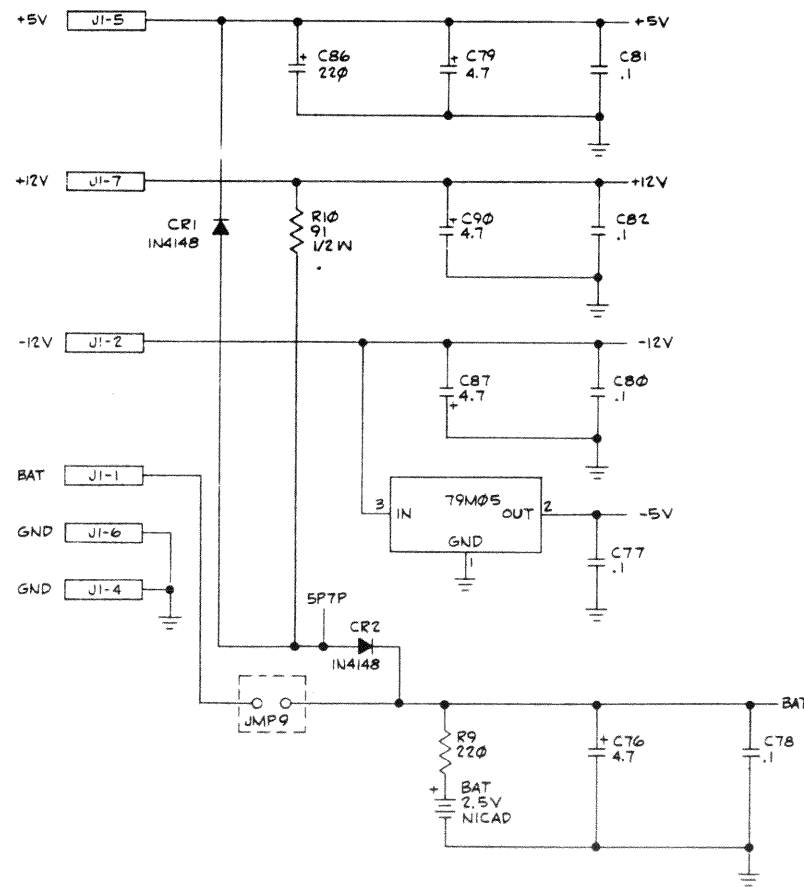 +5V J1-5 +5V
+ C86
22Ø
+ C79
4.7
C81
.1
+12V J1-7 +12V
CR1
1N4148
R1Ø
91
1/2 W
+ C9Ø
4.7
C82
.1
-12V J1-2 -12V
C87
4.7
+
C8Ø
.1
BAT J1-1
3 IN 79MØ5 OUT 2 -5V
GND
1
C77
.1
GND J1-6
GND J1-4
5P7P
CR2
1N4148
JMP9
BAT
R9
22Ø
+ BAT
2.5V
NICAD
+ C76
4.7
C78
.1